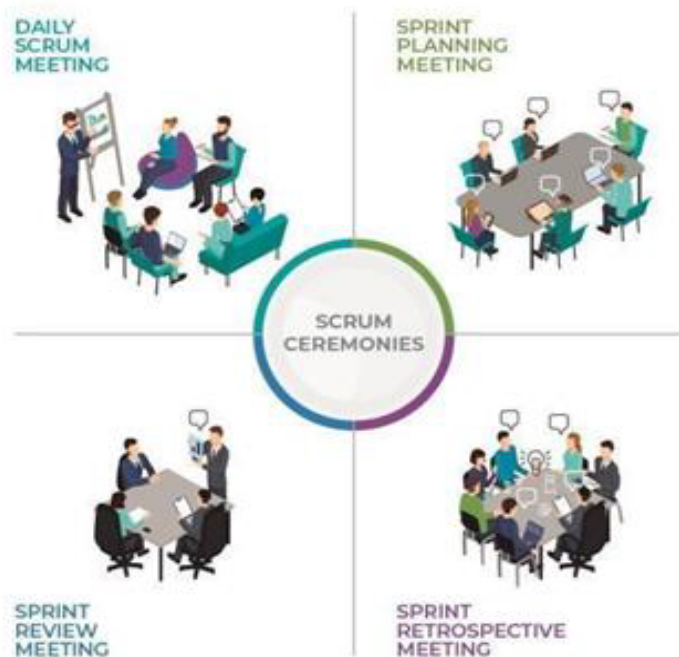 DAILY
SCRUM
MEETING
SPRINT
PLANNING
MEETING
SCRUM
CEREMONIES
SPRINT
REVIEW
MEETING
SPRINT
RETROSPECTIVE
MEETING